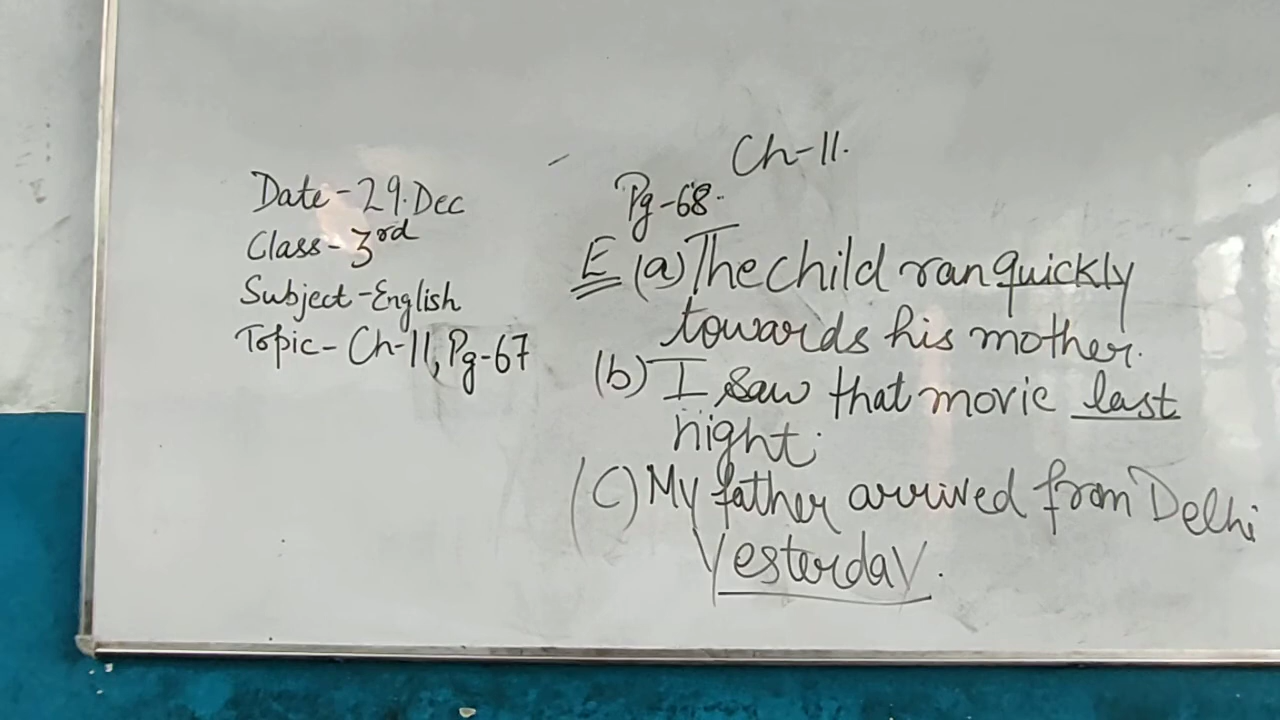 Date-29.Dec
Class-3rd
Subject-English
Topic-Ch-11, Pg-67
Ch-11.
Pg-68.
E (a) The child ran quickly
towards his mother.
(b) I saw that movie last
night.
(C) My father arrived from Delhi
Yesterday.